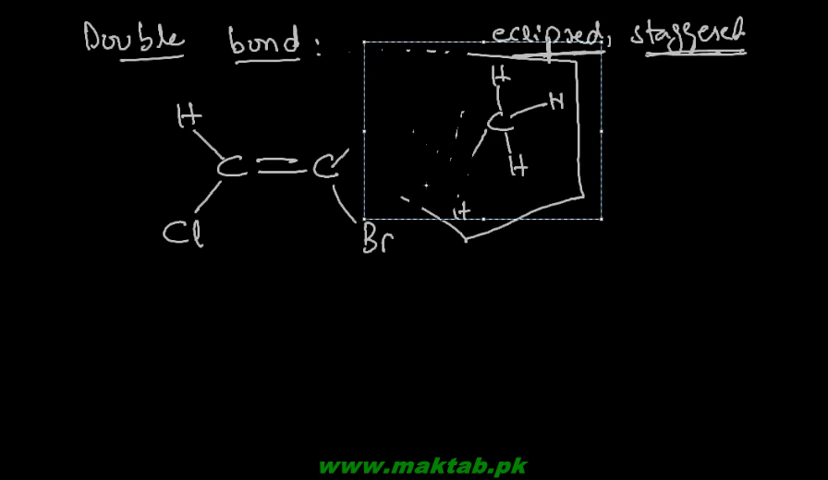 Double bond: eclipsed, staggered
H
H
C
H
C C
H
H
Cl
Br
www.maktab.pk